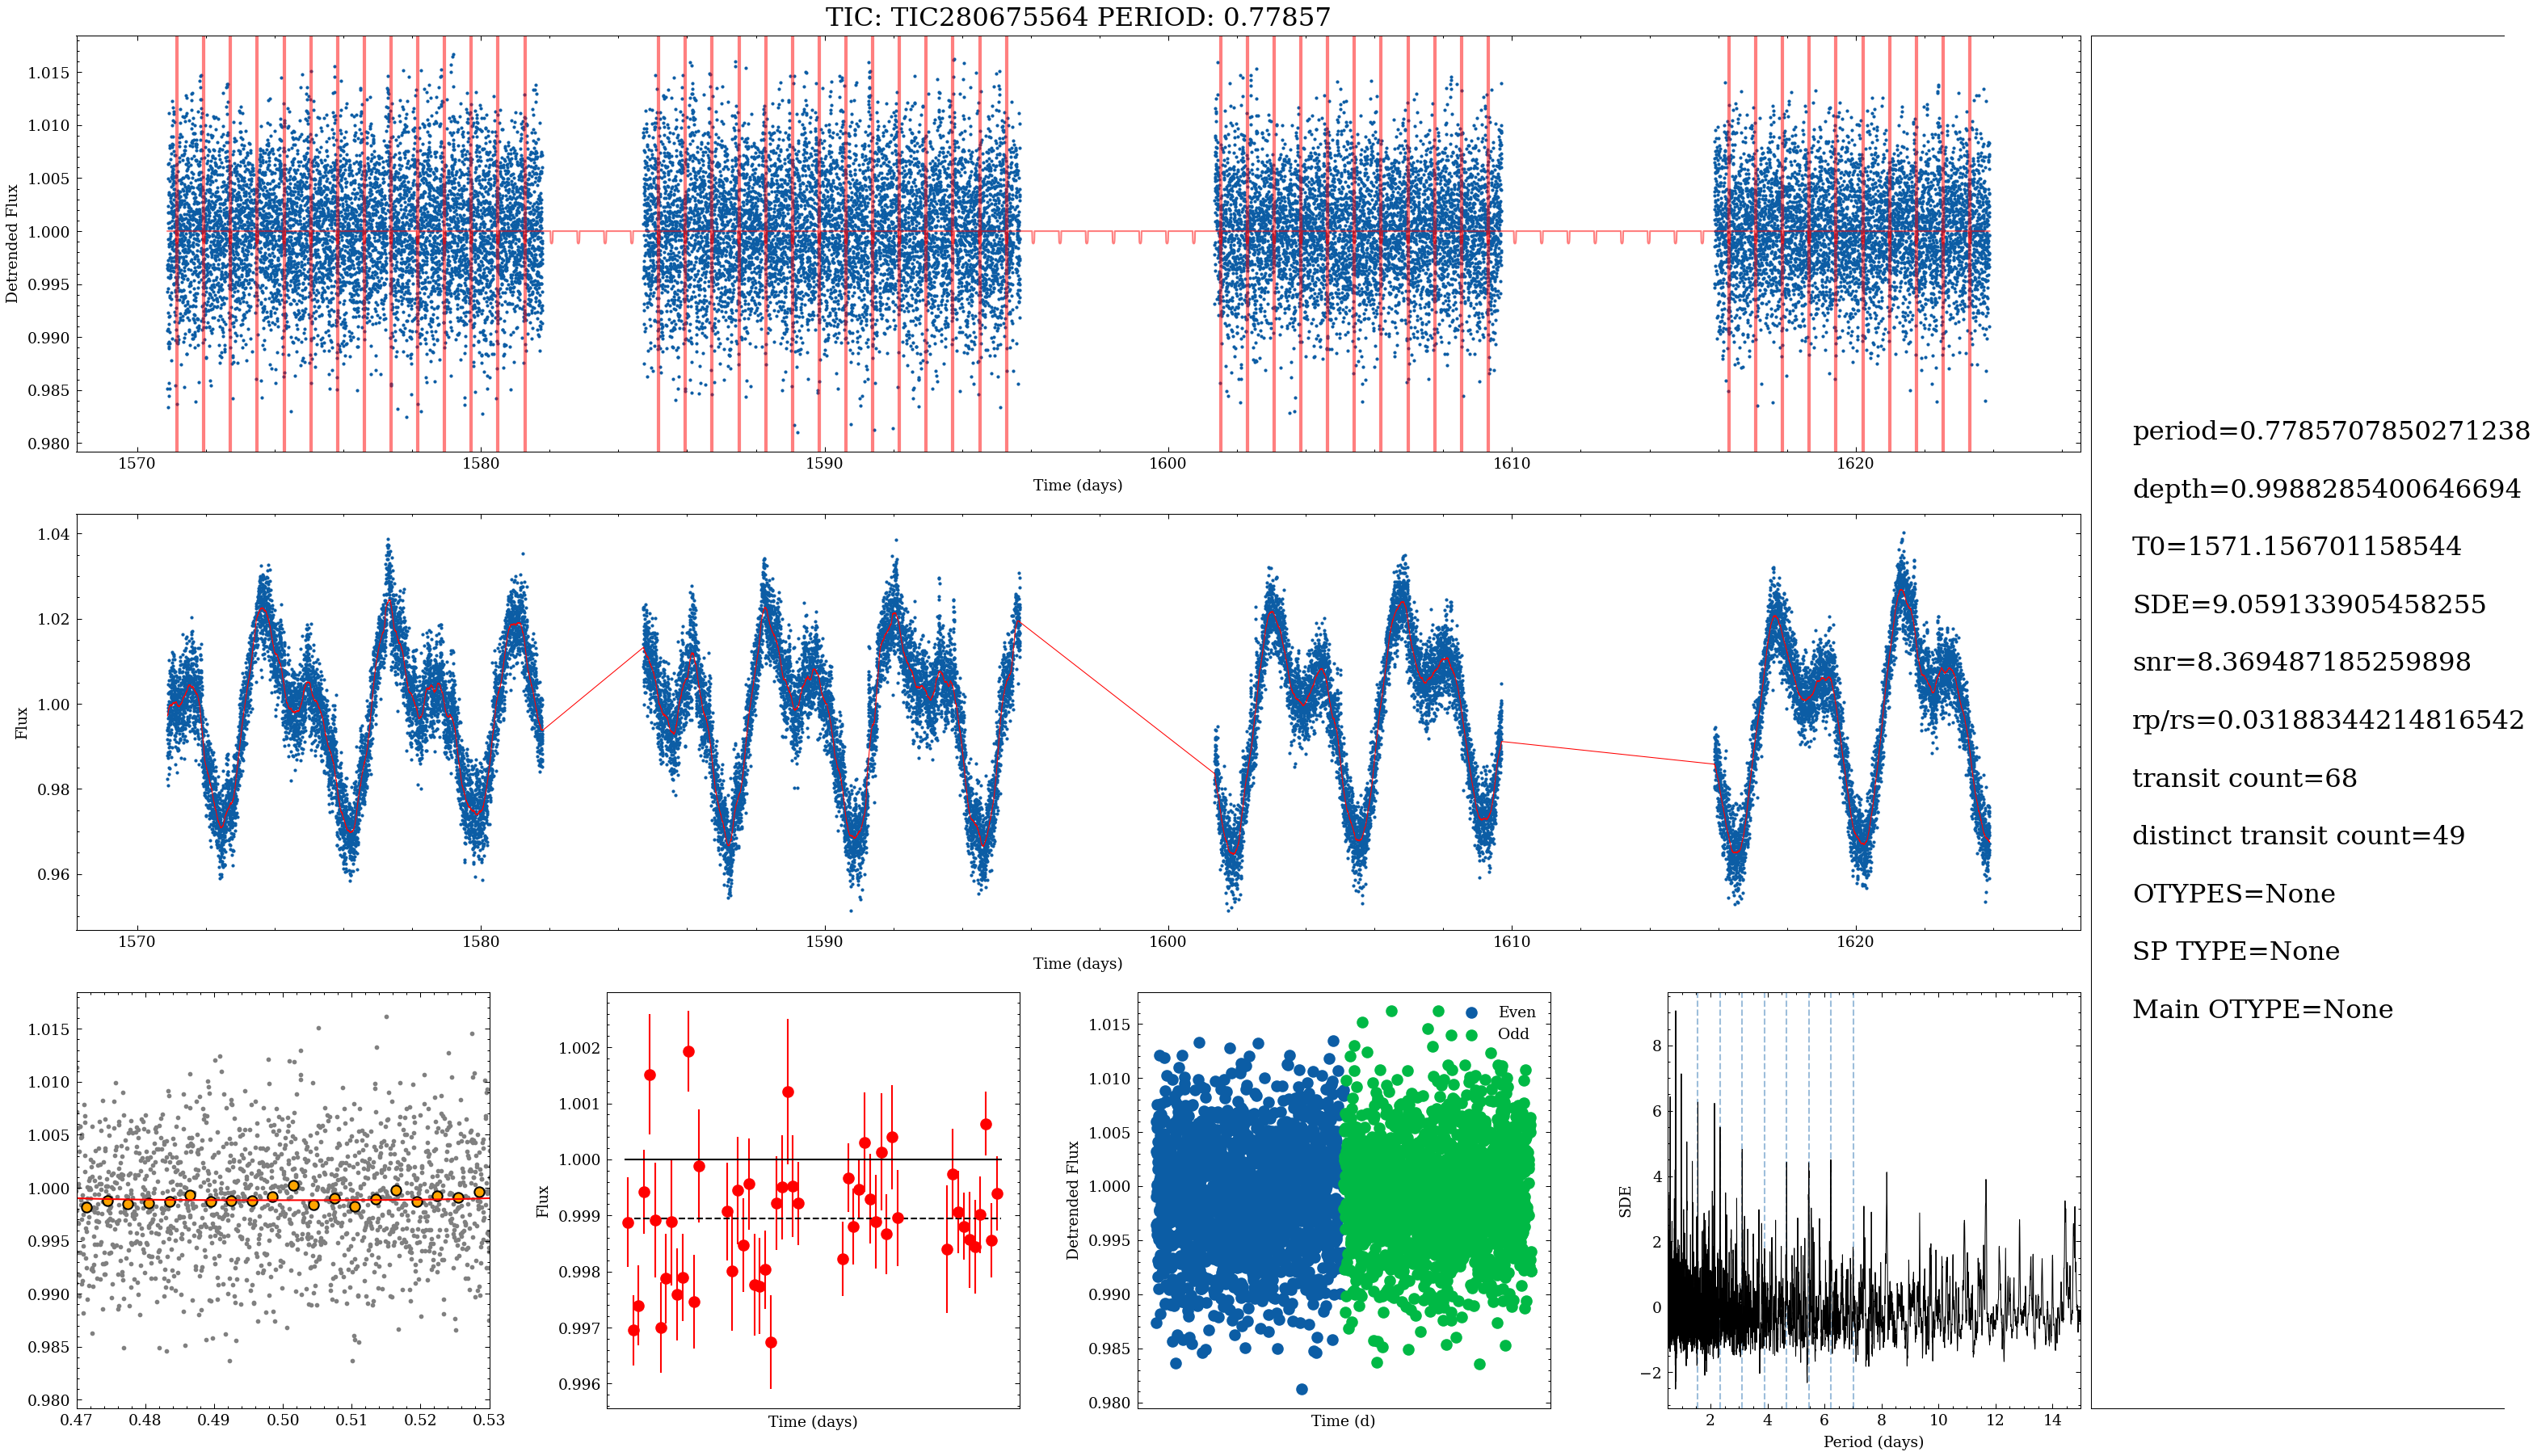 TIC: TIC280675564 PERIOD: 0.77857
1.015
1.010
1.005
1.000
0.995
0.990
0.985
0.980
Detrended Flux
1570 1580 1590 1600 1610 1620
Time (days)
1.04
1.02
1.00
0.98
0.96
Flux
1570 1580 1590 1600 1610 1620
Time (days)
period=0.7785707850271238
depth=0.9988285400646694
T0=1571.156701158544
SDE=9.059133905458255
snr=8.369487185259898
rp/rs=0.03188344214816542
transit count=68
distinct transit count=49
OTYPES=None
SP TYPE=None
Main OTYPE=None
1.015
1.010
1.005
1.000
0.995
0.990
0.985
0.980
0.47 0.48 0.49 0.50 0.51 0.52 0.53
1.002
1.001
1.000
0.999
0.998
0.997
0.996
Flux
Time (days)
1.015
1.010
1.005
1.000
0.995
0.990
0.985
0.980
Detrended Flux
Even
Odd
Time (d)
8
6
4
2
0
−2
SDE
2 4 6 8 10 12 14
Period (days)